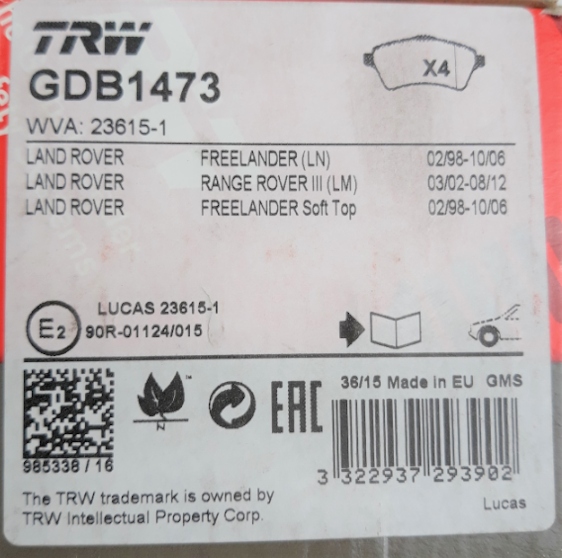 TRW
GDB1473
X4
WVA: 23615-1
LAND ROVER FREELANDER (LN) 02/98-10/06
LAND ROVER RANGE ROVER III (LM) 03/02-08/12
LAND ROVER FREELANDER Soft Top 02/98-10/06
E2
LUCAS 23615-1
90R-01124/015
36/15 Made in EU GMS
N
EAC
985338 / 16
3 322937 293902
The TRW trademark is owned by
TRW Intellectual Property Corp.
Lucas